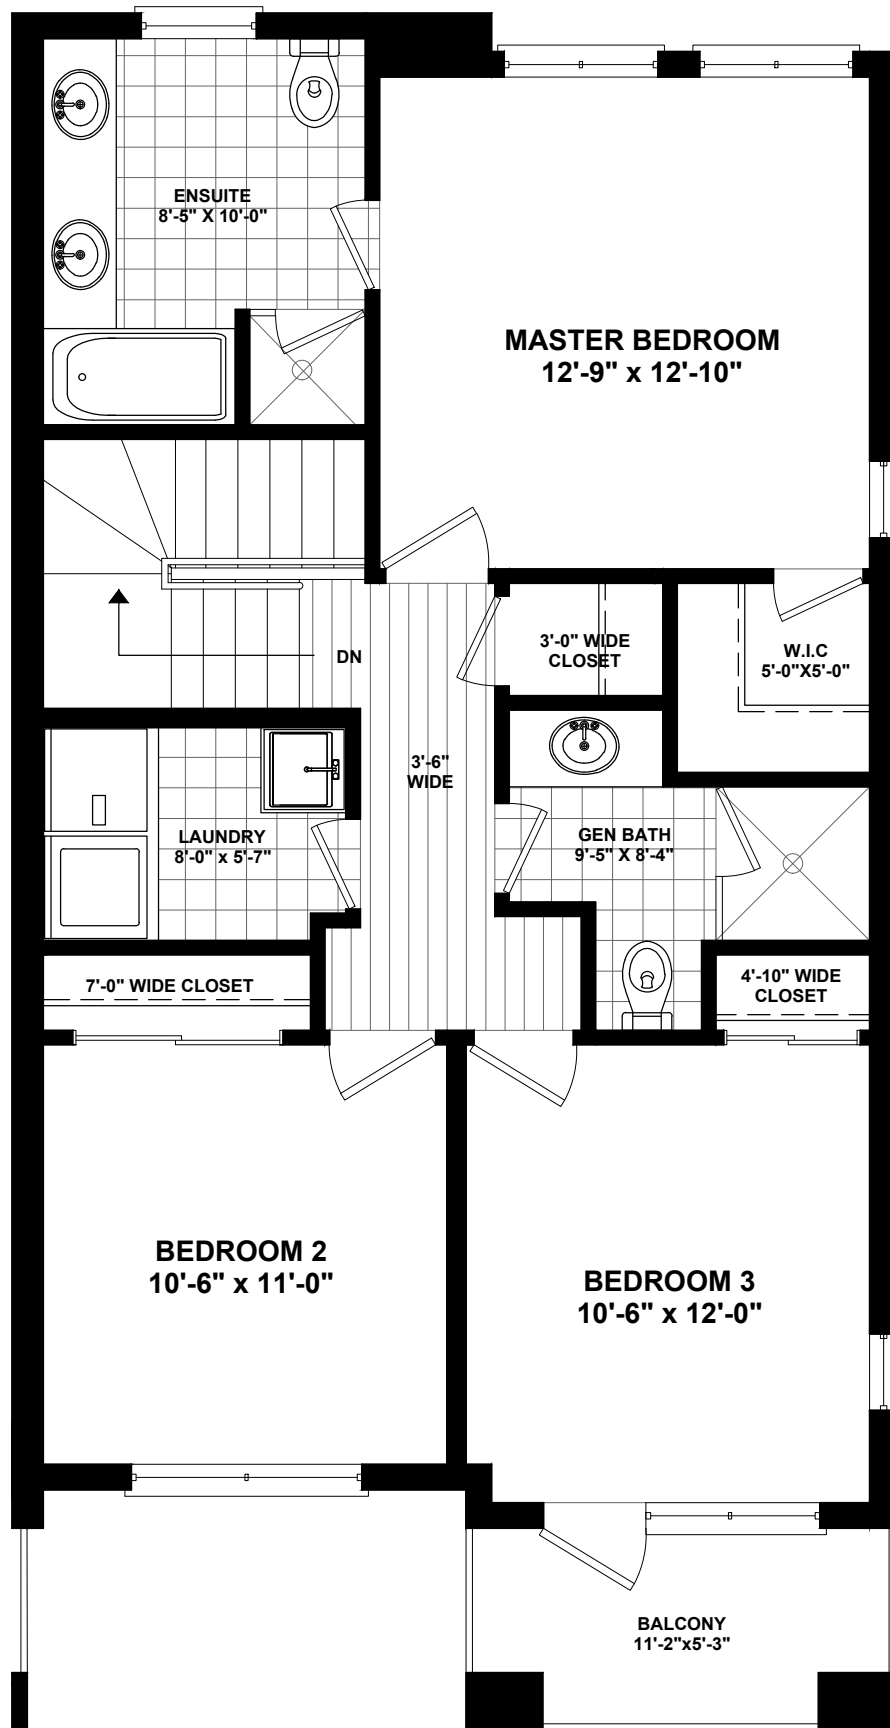 ENSUITE
8'-5" X 10'-0"
MASTER BEDROOM
12'-9" x 12'-10"
3'-0" WIDE
CLOSET
W.I.C
5'-0"X5'-0"
DN
3'-6"
WIDE
LAUNDRY
8'-0" x 5'-7"
GEN BATH
9'-5" X 8'-4"
7'-0" WIDE CLOSET
4'-10" WIDE
CLOSET
BEDROOM 2
10'-6" x 11'-0"
BEDROOM 3
10'-6" x 12'-0"
BALCONY
11'-2"x5'-3"